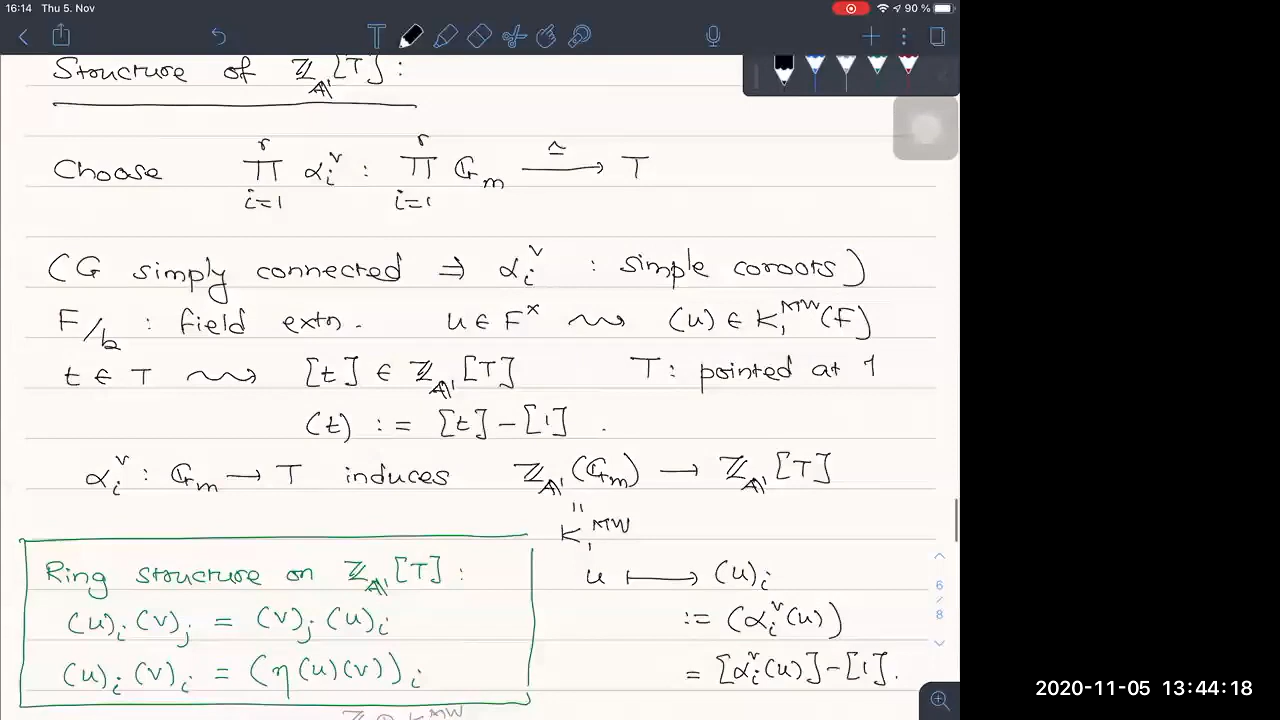 16:14 Thu 5. Nov
90 %
Structure of ℤ_{𝔸¹}[T] :
Choose ∏_{i=1}^{r} α_i^∨ : ∏_{i=1}^{r} 𝔾_m ≃⟶ T
(G simply connected ⇒ α_i^∨ : simple coroots)
F/k : field extn. u ∈ F^× ⇝ (u) ∈ K_1^{MW}(F)
t ∈ T ⇝ [t] ∈ ℤ_{𝔸¹}[T] T : pointed at 1
(t) := [t] - [1] .
α_i^∨ : 𝔾_m ⟶ T induces ℤ_{𝔸¹}(𝔾_m) ⟶ ℤ_{𝔸¹}[T]
"
K_1^{MW}
Ring structure on ℤ_{𝔸¹}[T] :
u ⟼ (u)_i
(u)_i (v)_j = (v)_j (u)_i
:= (α_i^∨(u))
(u)_i (v)_i = (η(u)(v))_i
= [α_i^∨(u)] - [1].
6/8
2020-11-05 13:44:18